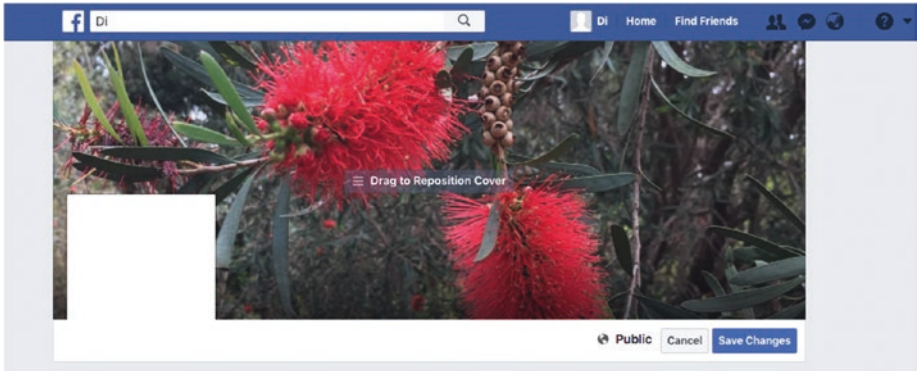 f Di Di Home Find Friends
Drag to Reposition Cover
Public Cancel Save Changes